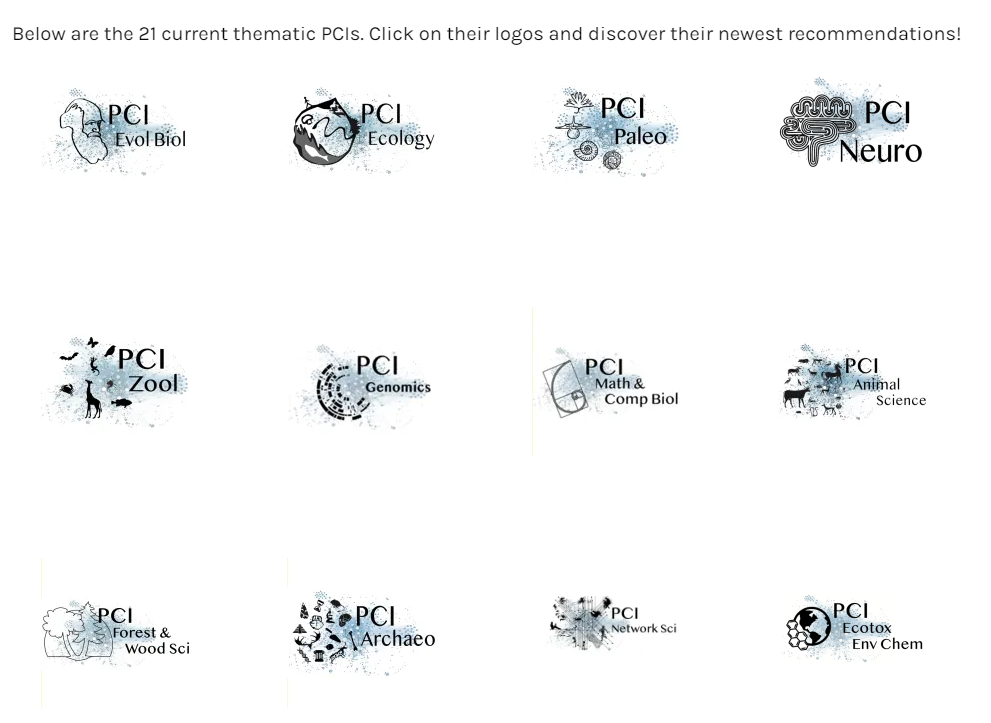 Below are the 21 current thematic PCIs. Click on their logos and discover their newest recommendations!
PCI
Evol Biol
PCI
Ecology
PCI
Paleo
PCI
Neuro
PCI
Zool
PCI
Genomics
PCI
Math &
Comp Biol
PCI
Animal
Science
PCI
Forest &
Wood Sci
PCI
Archaeo
PCI
Network Sci
PCI
Ecotox
Env Chem